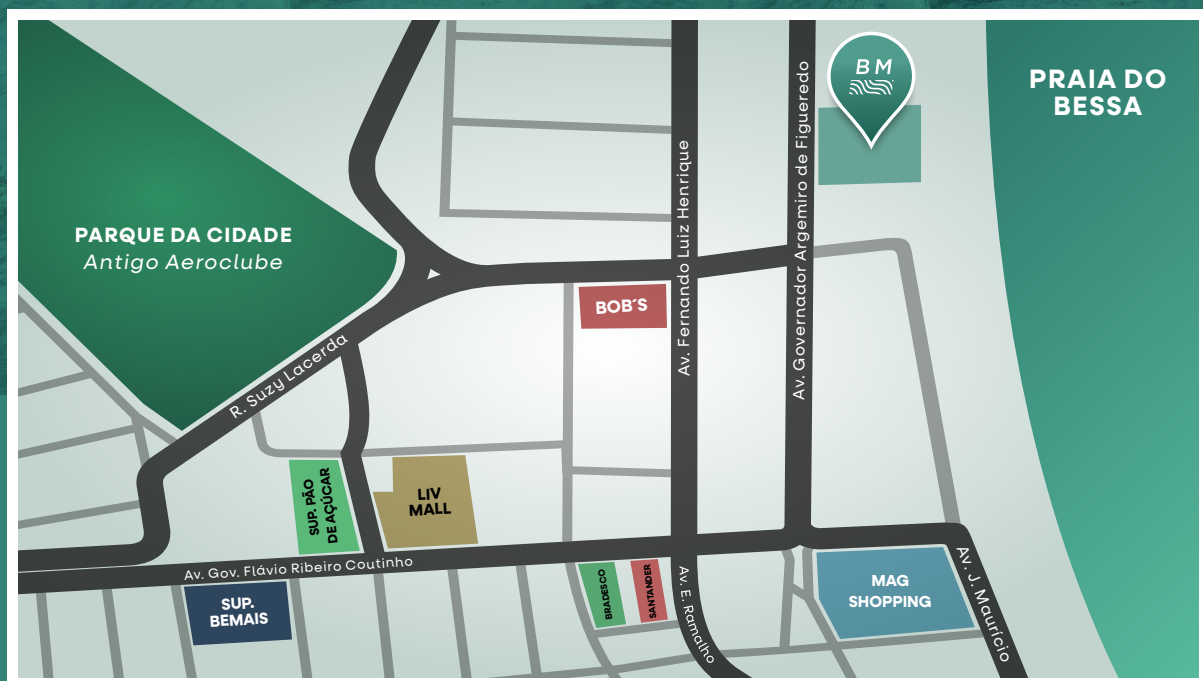 BM
PRAIA DO
BESSA
PARQUE DA CIDADE
Antigo Aeroclube
Av. Fernando Luiz Henrique
Av. Governador Argemiro de Figueredo
BOB´S
R. Suzy Lacerda
SUP. PÃO
DE AÇÚCAR
LIV
MALL
Av. Gov. Flávio Ribeiro Coutinho
SUP.
BEMAIS
BRADESCO
SANTANDER
Av. E. Ramalho
MAG
SHOPPING
Av. J. Maurício